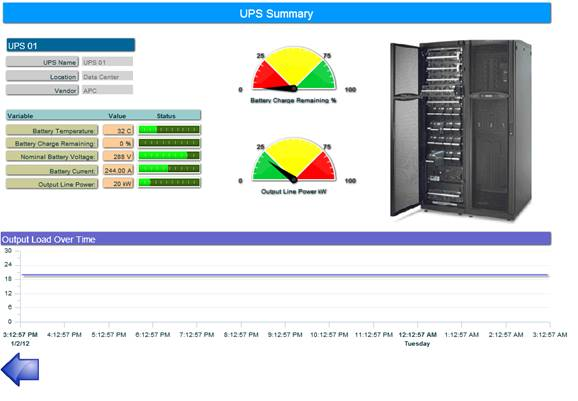 UPS Summary
UPS 01
UPS Name UPS 01
Location Data Center
Vendor APC
Variable Value Status
Battery Temperature: 32 C
Battery Charge Remaining: 0 %
Nominal Battery Voltage: 288 V
Battery Current: 244.00 A
Output Line Power: 20 kW
25 75
0 100
Battery Charge Remaining %
25 75
0 100
Output Line Power kW
Output Load Over Time
30
24
18
12
6
0
3:12:57 PM 4:12:57 PM 5:12:57 PM 6:12:57 PM 7:12:57 PM 8:12:57 PM 9:12:57 PM 10:12:57 PM 11:12:57 PM 12:12:57 AM 1:12:57 AM 2:12:57 AM 3:12:57 AM
1/2/12 Tuesday